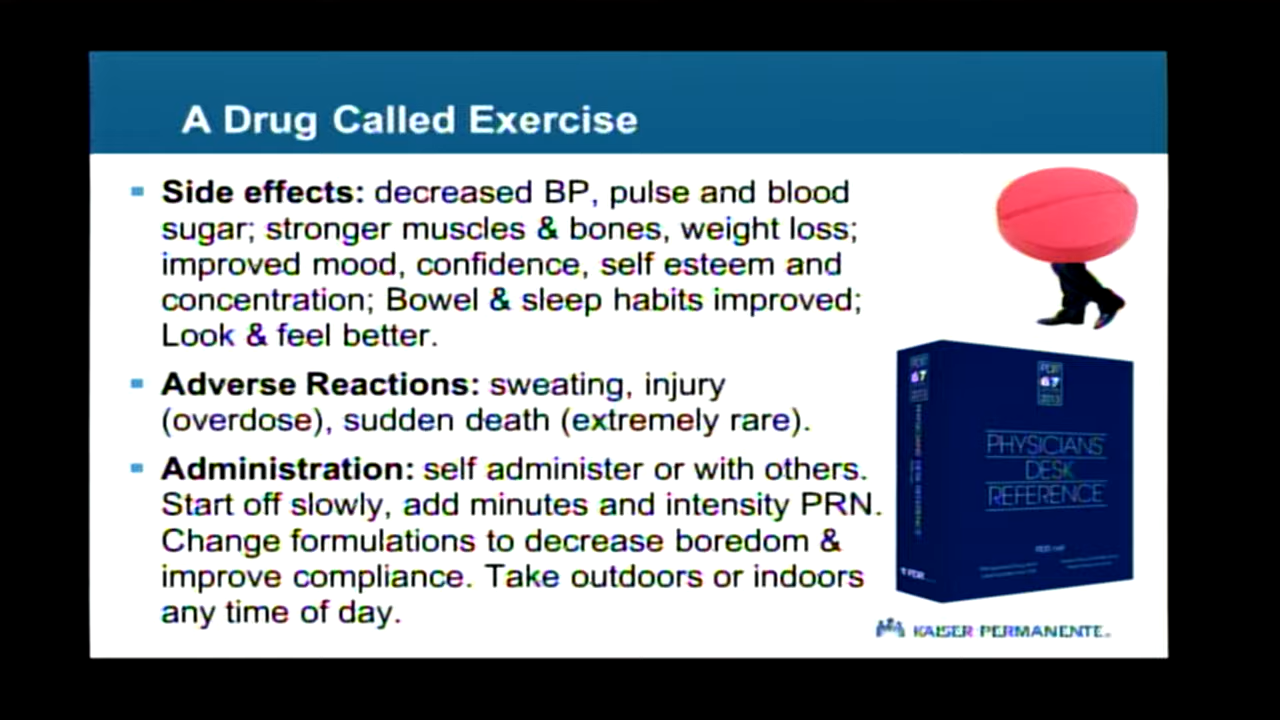 A Drug Called Exercise
Side effects: decreased BP, pulse and blood
sugar; stronger muscles & bones, weight loss;
improved mood, confidence, self esteem and
concentration; Bowel & sleep habits improved;
Look & feel better.
Adverse Reactions: sweating, injury
(overdose), sudden death (extremely rare).
Administration: self administer or with others.
Start off slowly, add minutes and intensity PRN.
Change formulations to decrease boredom &
improve compliance. Take outdoors or indoors
any time of day.
PDR
67
2013
PHYSICIANS'
DESK
REFERENCE
KAISER PERMANENTE.